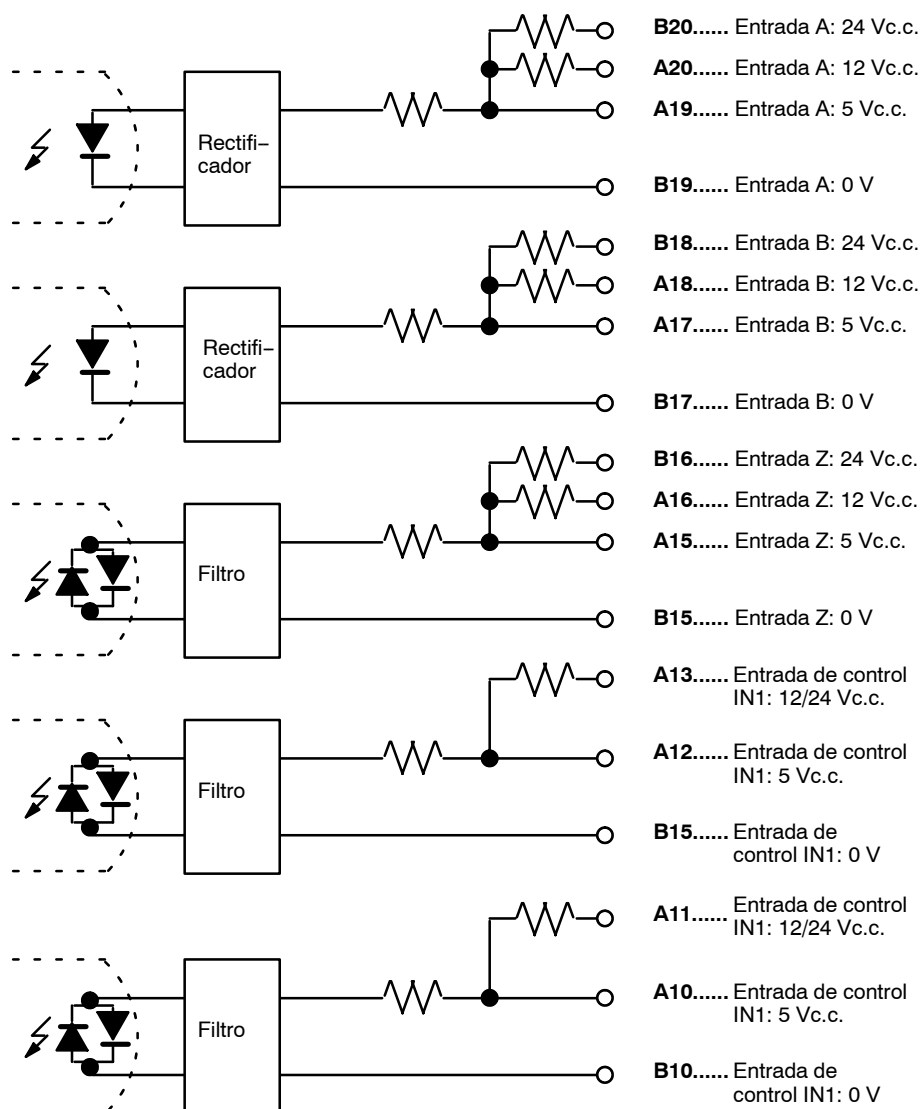 B20...... Entrada A: 24 Vc.c.
A20...... Entrada A: 12 Vc.c.
A19...... Entrada A: 5 Vc.c.
Rectifi–
cador
B19...... Entrada A: 0 V
B18...... Entrada B: 24 Vc.c.
A18...... Entrada B: 12 Vc.c.
A17...... Entrada B: 5 Vc.c.
Rectifi–
cador
B17...... Entrada B: 0 V
B16...... Entrada Z: 24 Vc.c.
A16...... Entrada Z: 12 Vc.c.
A15...... Entrada Z: 5 Vc.c.
Filtro
B15...... Entrada Z: 0 V
A13...... Entrada de control
IN1: 12/24 Vc.c.
A12...... Entrada de control
IN1: 5 Vc.c.
Filtro
B15...... Entrada de
control IN1: 0 V
A11...... Entrada de control
IN1: 12/24 Vc.c.
A10...... Entrada de control
IN1: 5 Vc.c.
Filtro
B10...... Entrada de
control IN1: 0 V